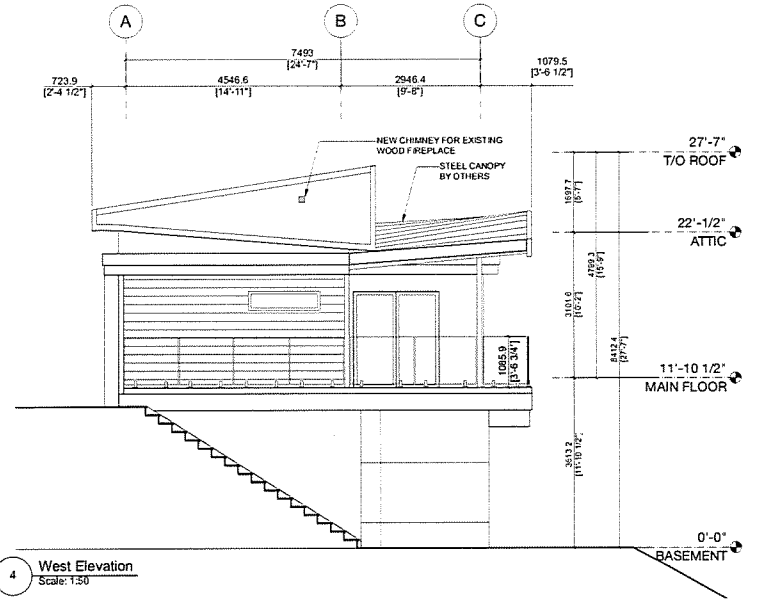 A
B
C
7493
[24'-7"]
723.9
[2'-4 1/2"]
4546.6
[14'-11"]
2946.4
[9'-8"]
1079.5
[3'-6 1/2"]
NEW CHIMNEY FOR EXISTING
WOOD FIREPLACE
STEEL CANOPY
BY OTHERS
27'-7"
T/O ROOF
1697.7
[5'-7"]
22'-1/2"
ATTIC
4799.3
[15'-9"]
3101.6
[10'-2"]
8412.4
[27'-7"]
1085.9
[3'-6 3/4"]
11'-10 1/2"
MAIN FLOOR
3613.2
[11'-10 1/2"]
0'-0"
BASEMENT
4
West Elevation
Scale: 1:50